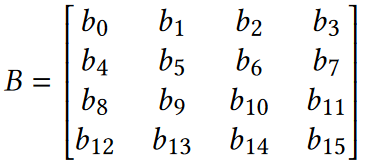 B = [ b₀ b₁ b₂ b₃
b₄ b₅ b₆ b₇
b₈ b₉ b₁₀ b₁₁
b₁₂ b₁₃ b₁₄ b₁₅ ]